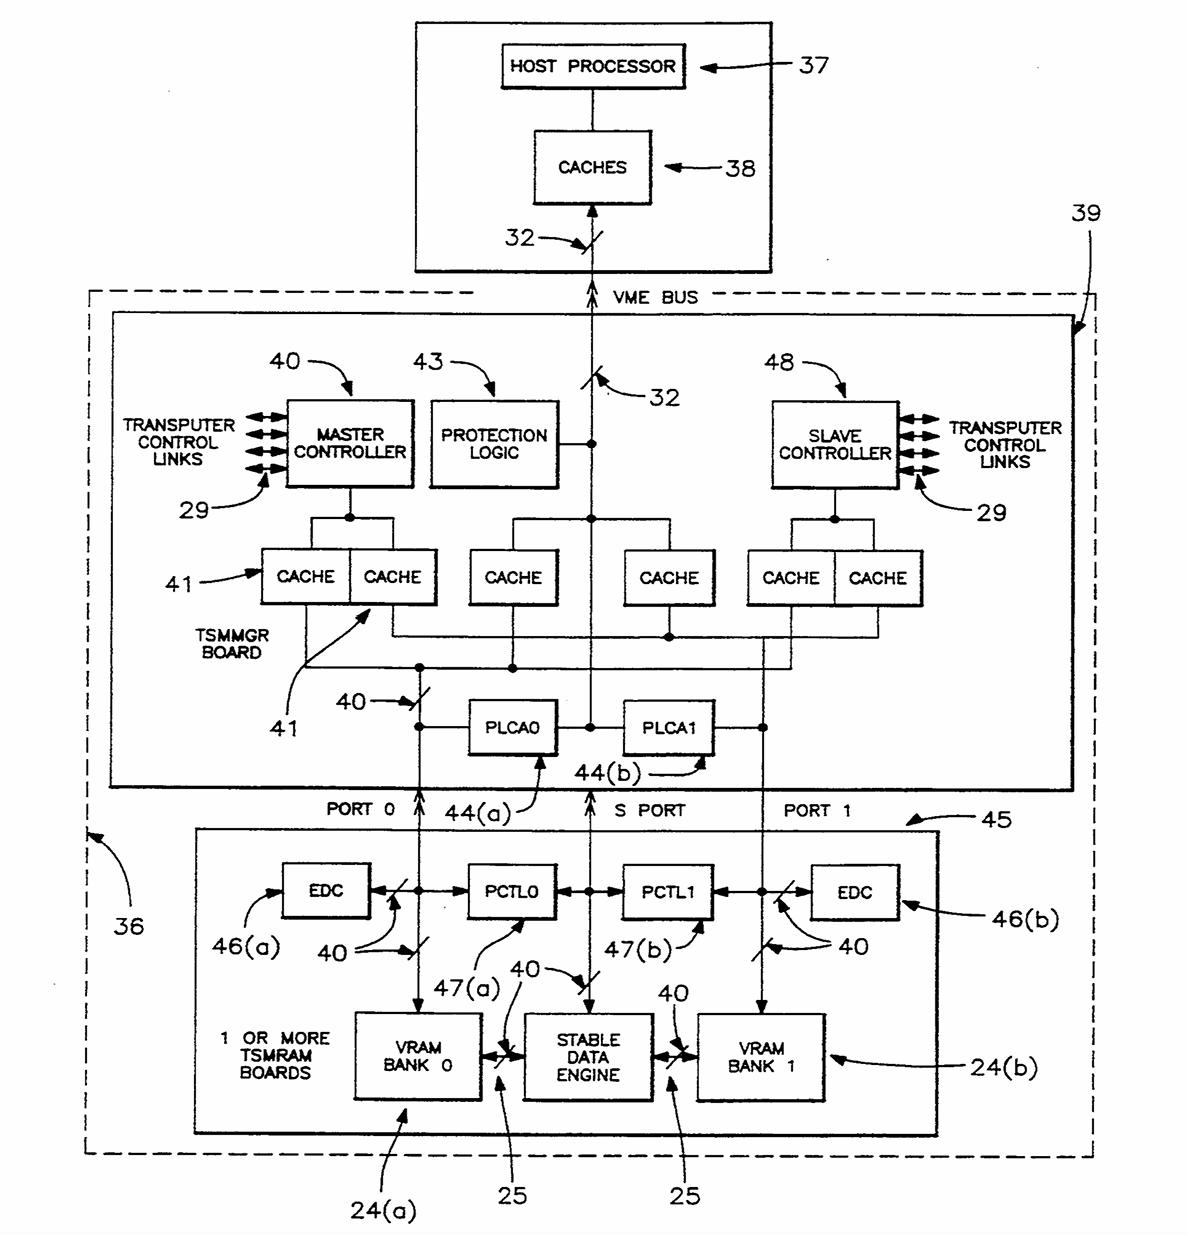 HOST PROCESSOR
37
CACHES
38
32
39
VME BUS
40
43
32
48
TRANSPUTER
CONTROL
LINKS
MASTER
CONTROLLER
PROTECTION
LOGIC
SLAVE
CONTROLLER
TRANSPUTER
CONTROL
LINKS
29
29
41
CACHE
CACHE
CACHE
CACHE
CACHE
CACHE
TSMMGR
BOARD
41
40
PLCA0
PLCA1
44(b)
PORT 0
44(a)
S PORT
PORT 1
45
EDC
PCTL0
PCTL1
EDC
36
46(a)
40
47(a)
40
47(b)
40
46(b)
40
1 OR MORE
TSMRAM
BOARDS
VRAM
BANK 0
STABLE
DATA
ENGINE
VRAM
BANK 1
24(b)
25
25
24(a)